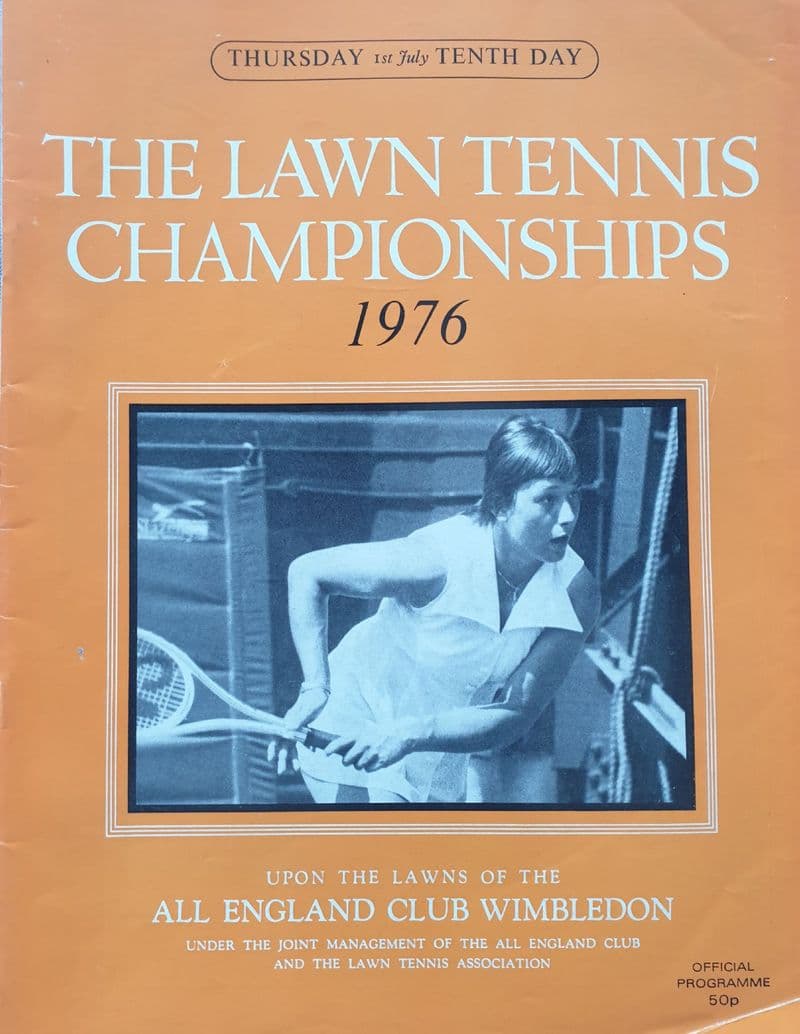 THURSDAY 1st July TENTH DAY
THE LAWN TENNIS
CHAMPIONSHIPS
1976
UPON THE LAWNS OF THE
ALL ENGLAND CLUB WIMBLEDON
UNDER THE JOINT MANAGEMENT OF THE ALL ENGLAND CLUB
AND THE LAWN TENNIS ASSOCIATION
OFFICIAL
PROGRAMME
50p